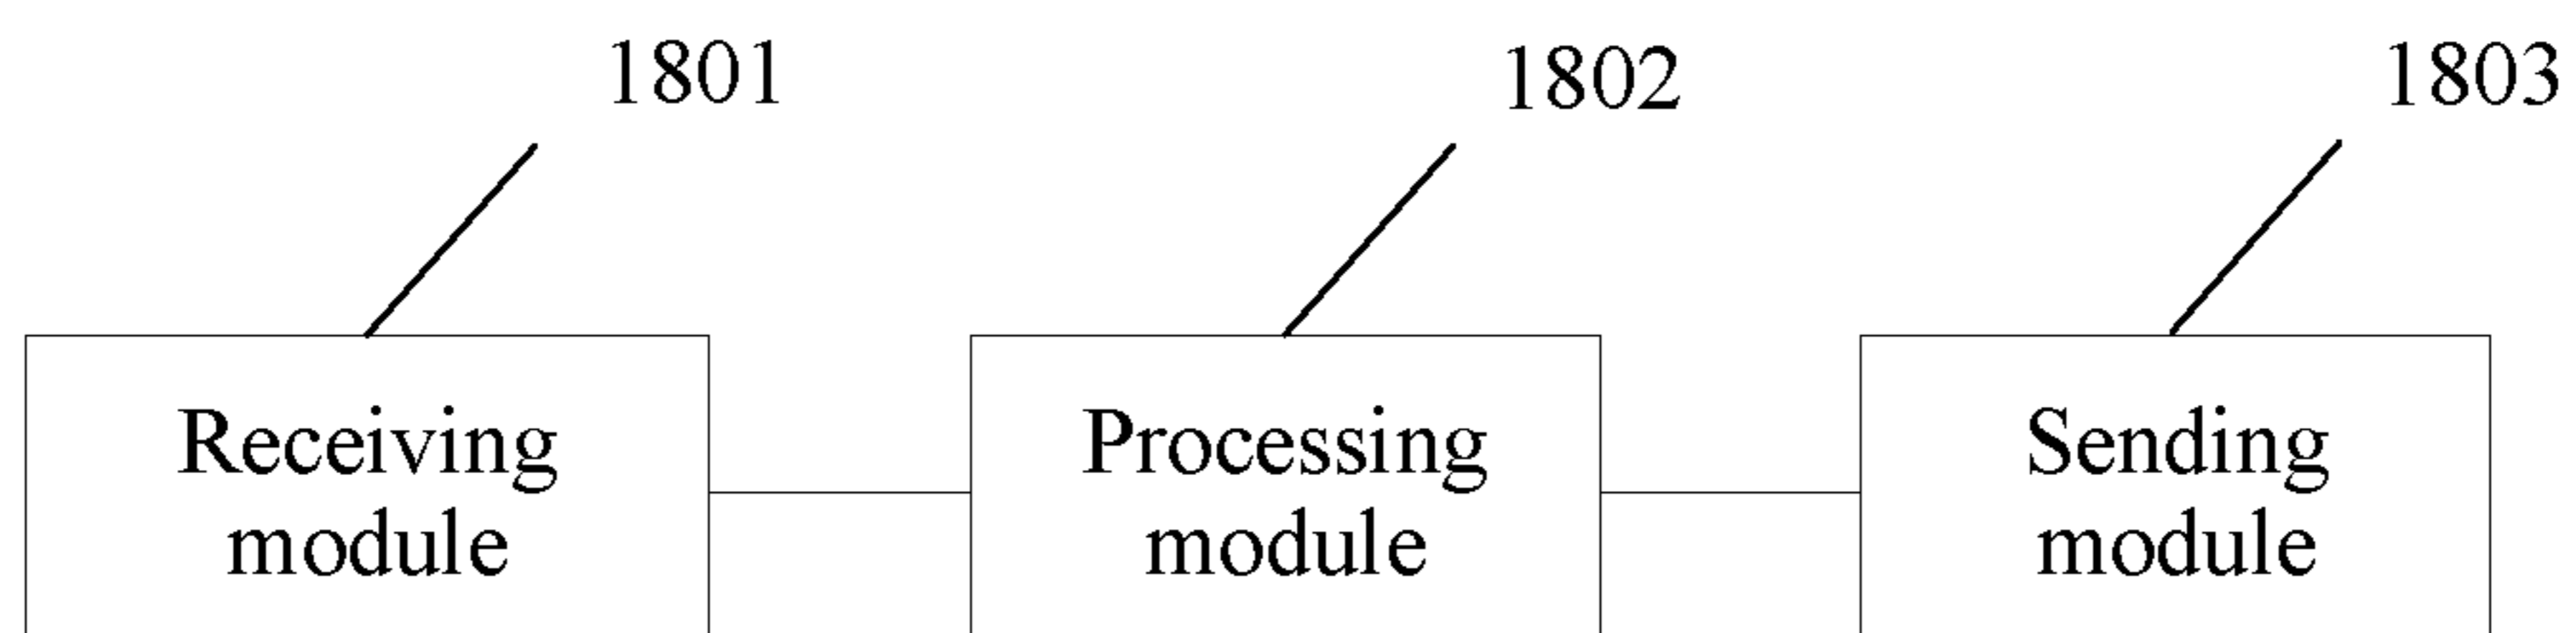 1801
1802
1803
Receiving
module
Processing
module
Sending
module